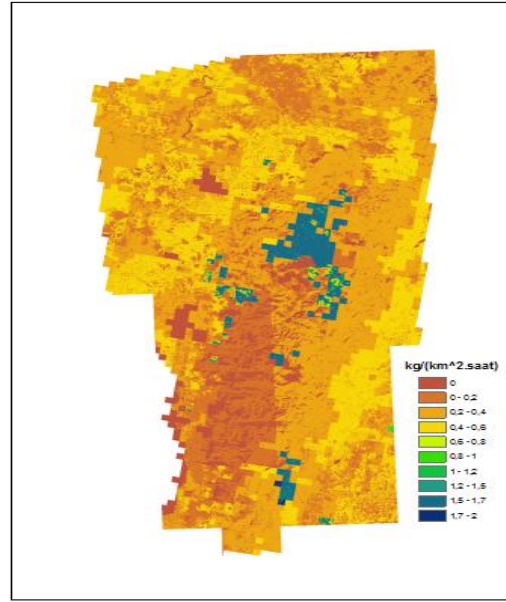 kg/(km^2.saat)
0
0 - 0,2
0,2 - 0,4
0,4 - 0,6
0,6 - 0,8
0,8 - 1
1 - 1,2
1,2 - 1,5
1,5 - 1,7
1,7 - 2